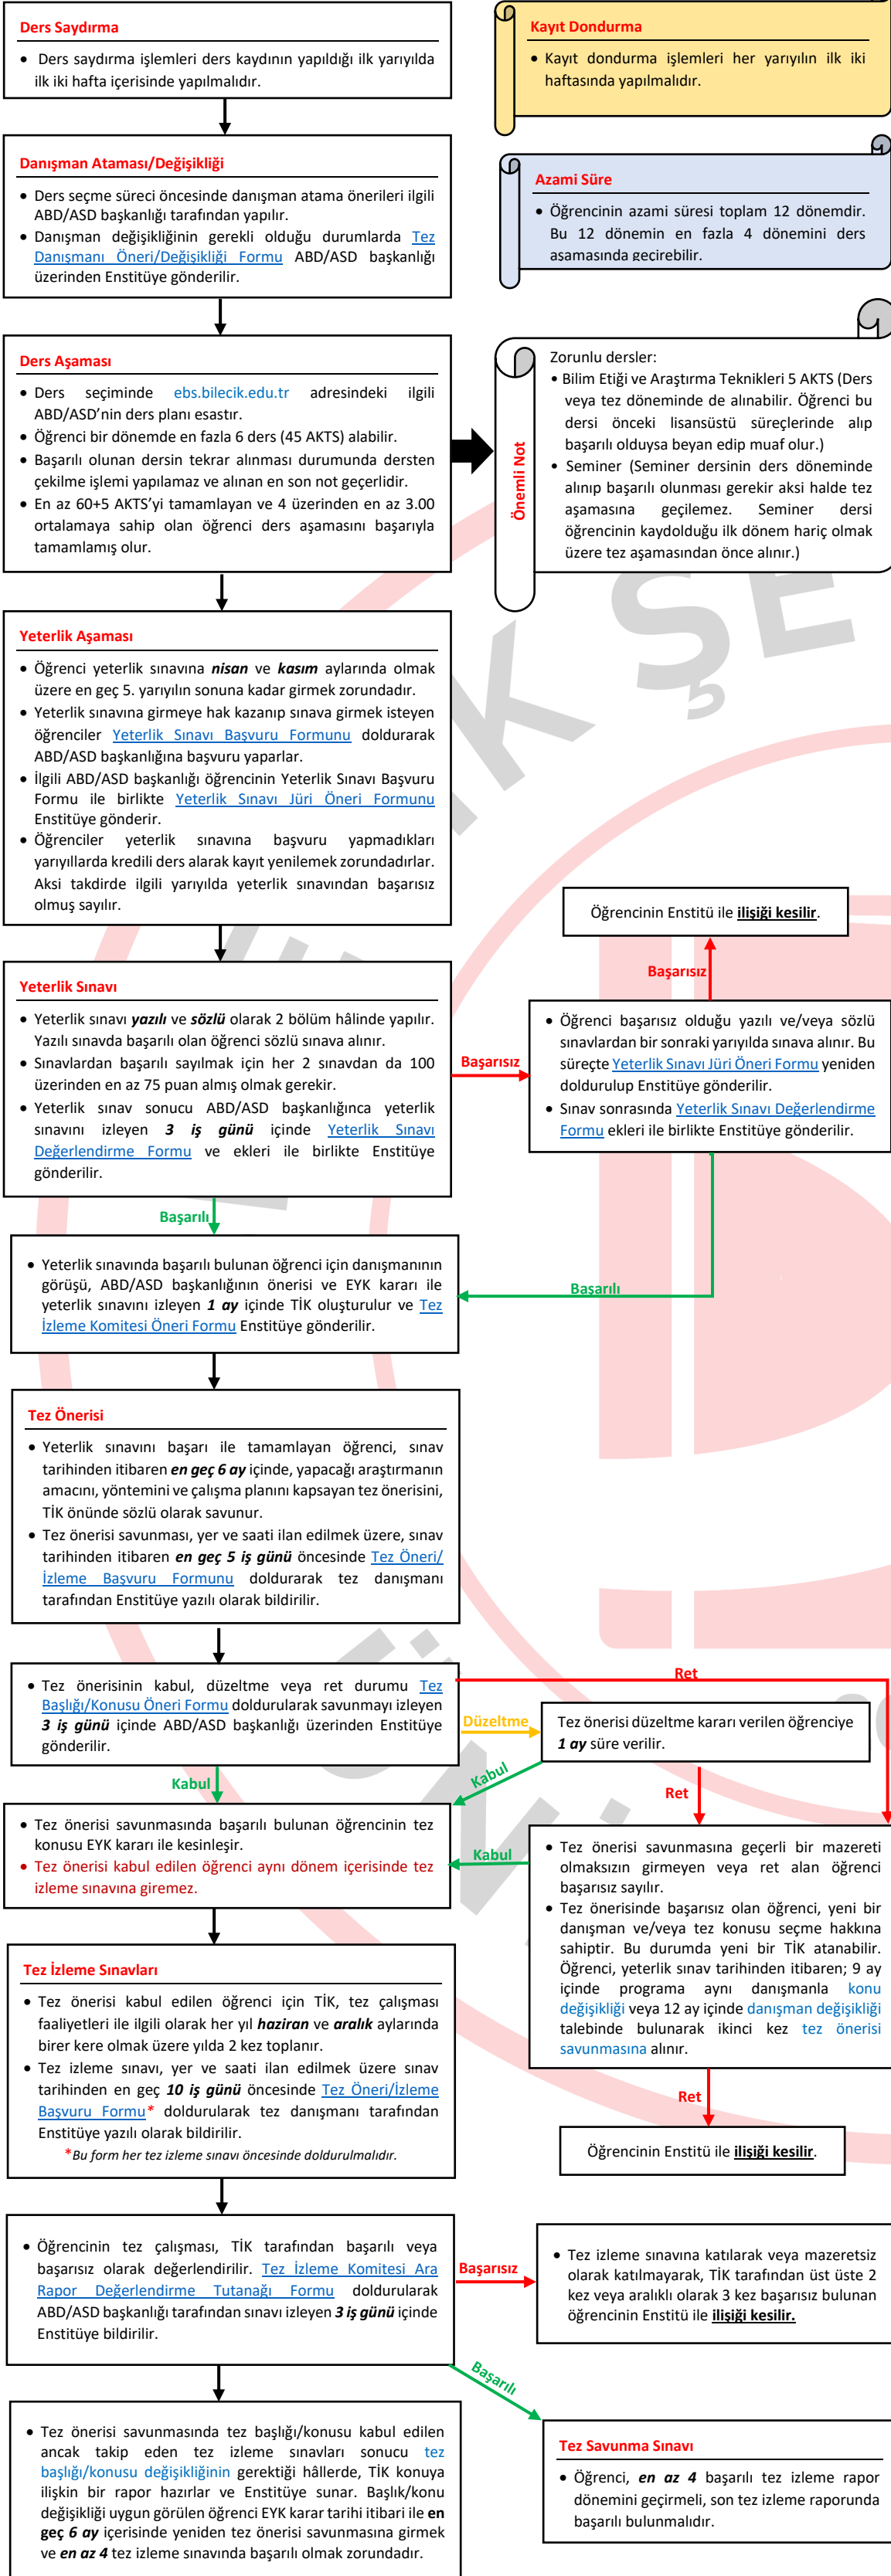 Ders Saydırma
• Ders saydırma işlemleri ders kaydının yapıldığı ilk yarıyılda
ilk iki hafta içerisinde yapılmalıdır.
Kayıt Dondurma
• Kayıt dondurma işlemleri her yarıyılın ilk iki
haftasında yapılmalıdır.
Danışman Ataması/Değişikliği
• Ders seçme süreci öncesinde danışman atama önerileri ilgili
ABD/ASD başkanlığı tarafından yapılır.
• Danışman değişikliğinin gerekli olduğu durumlarda Tez
Danışmanı Öneri/Değişikliği Formu ABD/ASD başkanlığı
üzerinden Enstitüye gönderilir.
Azami Süre
• Öğrencinin azami süresi toplam 12 dönemdir.
Bu 12 dönemin en fazla 4 dönemini ders
aşamasında geçirebilir.
Ders Aşaması
• Ders seçiminde ebs.bilecik.edu.tr adresindeki ilgili
ABD/ASD’nin ders planı esastır.
• Öğrenci bir dönemde en fazla 6 ders (45 AKTS) alabilir.
• Başarılı olunan dersin tekrar alınması durumunda dersten
çekilme işlemi yapılamaz ve alınan en son not geçerlidir.
• En az 60+5 AKTS’yi tamamlayan ve 4 üzerinden en az 3.00
ortalamaya sahip olan öğrenci ders aşamasını başarıyla
tamamlamış olur.
Önemli Not
Zorunlu dersler:
• Bilim Etiği ve Araştırma Teknikleri 5 AKTS (Ders
veya tez döneminde de alınabilir. Öğrenci bu
dersi önceki lisansüstü süreçlerinde alıp
başarılı olduysa beyan edip muaf olur.)
• Seminer (Seminer dersinin ders döneminde
alınıp başarılı olunması gerekir aksi halde tez
aşamasına geçilemez. Seminer dersi
öğrencinin kaydolduğu ilk dönem hariç olmak
üzere tez aşamasından önce alınır.)
Yeterlik Aşaması
• Öğrenci yeterlik sınavına nisan ve kasım aylarında olmak
üzere en geç 5. yarıyılın sonuna kadar girmek zorundadır.
• Yeterlik sınavına girmeye hak kazanıp sınava girmek isteyen
öğrenciler Yeterlik Sınavı Başvuru Formunu doldurarak
ABD/ASD başkanlığına başvuru yaparlar.
• İlgili ABD/ASD başkanlığı öğrencinin Yeterlik Sınavı Başvuru
Formu ile birlikte Yeterlik Sınavı Jüri Öneri Formunu
Enstitüye gönderir.
• Öğrenciler yeterlik sınavına başvuru yapmadıkları
yarıyıllarda kredili ders alarak kayıt yenilemek zorundadırlar.
Aksi takdirde ilgili yarıyılda yeterlik sınavından başarısız
olmuş sayılır.
Öğrencinin Enstitü ile ilişiği kesilir.
Başarısız
Yeterlik Sınavı
• Yeterlik sınavı yazılı ve sözlü olarak 2 bölüm hâlinde yapılır.
Yazılı sınavda başarılı olan öğrenci sözlü sınava alınır.
• Sınavlardan başarılı sayılmak için her 2 sınavdan da 100
üzerinden en az 75 puan almış olmak gerekir.
• Yeterlik sınav sonucu ABD/ASD başkanlığınca yeterlik
sınavını izleyen 3 iş günü içinde Yeterlik Sınavı
Değerlendirme Formu ve ekleri ile birlikte Enstitüye
gönderilir.
Başarısız
• Öğrenci başarısız olduğu yazılı ve/veya sözlü
sınavlardan bir sonraki yarıyılda sınava alınır. Bu
süreçte Yeterlik Sınavı Jüri Öneri Formu yeniden
doldurulup Enstitüye gönderilir.
• Sınav sonrasında Yeterlik Sınavı Değerlendirme
Formu ekleri ile birlikte Enstitüye gönderilir.
Başarılı
• Yeterlik sınavında başarılı bulunan öğrenci için danışmanının
görüşü, ABD/ASD başkanlığının önerisi ve EYK kararı ile
yeterlik sınavını izleyen 1 ay içinde TİK oluşturulur ve Tez
İzleme Komitesi Öneri Formu Enstitüye gönderilir.
Başarılı
Tez Önerisi
• Yeterlik sınavını başarı ile tamamlayan öğrenci, sınav
tarihinden itibaren en geç 6 ay içinde, yapacağı araştırmanın
amacını, yöntemini ve çalışma planını kapsayan tez önerisini,
TİK önünde sözlü olarak savunur.
• Tez önerisi savunması, yer ve saati ilan edilmek üzere, sınav
tarihinden itibaren en geç 5 iş günü öncesinde Tez Öneri/
İzleme Başvuru Formunu doldurarak tez danışmanı
tarafından Enstitüye yazılı olarak bildirilir.
• Tez önerisinin kabul, düzeltme veya ret durumu Tez
Başlığı/Konusu Öneri Formu doldurularak savunmayı izleyen
3 iş günü içinde ABD/ASD başkanlığı üzerinden Enstitüye
gönderilir.
Ret
Düzeltme
Tez önerisi düzeltme kararı verilen öğrenciye
1 ay süre verilir.
Kabul
Kabul
Ret
• Tez önerisi savunmasında başarılı bulunan öğrencinin tez
konusu EYK kararı ile kesinleşir.
• Tez önerisi kabul edilen öğrenci aynı dönem içerisinde tez
izleme sınavına giremez.
Kabul
• Tez önerisi savunmasına geçerli bir mazereti
olmaksızın girmeyen veya ret alan öğrenci
başarısız sayılır.
• Tez önerisinde başarısız olan öğrenci, yeni bir
danışman ve/veya tez konusu seçme hakkına
sahiptir. Bu durumda yeni bir TİK atanabilir.
Öğrenci, yeterlik sınav tarihinden itibaren; 9 ay
içinde programa aynı danışmanla konu
değişikliği veya 12 ay içinde danışman değişikliği
talebinde bulunarak ikinci kez tez önerisi
savunmasına alınır.
Tez İzleme Sınavları
• Tez önerisi kabul edilen öğrenci için TİK, tez çalışması
faaliyetleri ile ilgili olarak her yıl haziran ve aralık aylarında
birer kere olmak üzere yılda 2 kez toplanır.
• Tez izleme sınavı, yer ve saati ilan edilmek üzere sınav
tarihinden en geç 10 iş günü öncesinde Tez Öneri/İzleme
Başvuru Formu* doldurularak tez danışmanı tarafından
Enstitüye yazılı olarak bildirilir.
*Bu form her tez izleme sınavı öncesinde doldurulmalıdır.
Ret
Öğrencinin Enstitü ile ilişiği kesilir.
• Öğrencinin tez çalışması, TİK tarafından başarılı veya
başarısız olarak değerlendirilir. Tez İzleme Komitesi Ara
Rapor Değerlendirme Tutanağı Formu doldurularak
ABD/ASD başkanlığı tarafından sınavı izleyen 3 iş günü içinde
Enstitüye bildirilir.
Başarısız
• Tez izleme sınavına katılarak veya mazeretsiz
olarak katılmayarak, TİK tarafından üst üste 2
kez veya aralıklı olarak 3 kez başarısız bulunan
öğrencinin Enstitü ile ilişiği kesilir.
Başarılı
• Tez önerisi savunmasında tez başlığı/konusu kabul edilen
ancak takip eden tez izleme sınavları sonucu tez
başlığı/konusu değişikliğinin gerektiği hâllerde, TİK konuya
ilişkin bir rapor hazırlar ve Enstitüye sunar. Başlık/konu
değişikliği uygun görülen öğrenci EYK karar tarihi itibari ile en
geç 6 ay içerisinde yeniden tez önerisi savunmasına girmek
ve en az 4 tez izleme sınavında başarılı olmak zorundadır.
Tez Savunma Sınavı
• Öğrenci, en az 4 başarılı tez izleme rapor
dönemini geçirmeli, son tez izleme raporunda
başarılı bulunmalıdır.